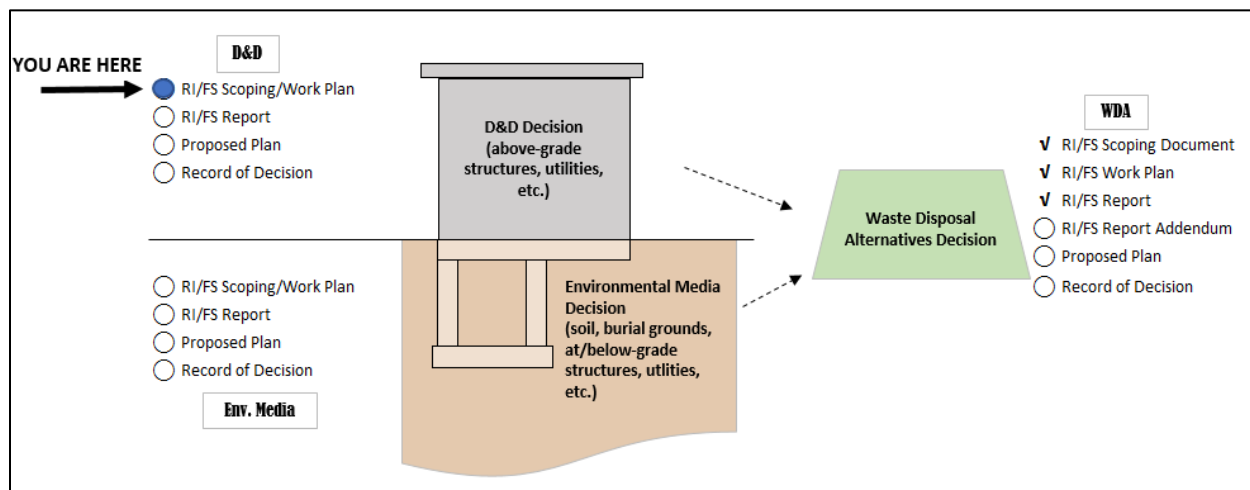 D&D
YOU ARE HERE
RI/FS Scoping/Work Plan
RI/FS Report
Proposed Plan
Record of Decision
D&D Decision
(above-grade
structures, utilities,
etc.)
WDA
√ RI/FS Scoping Document
√ RI/FS Work Plan
√ RI/FS Report
RI/FS Report Addendum
Proposed Plan
Record of Decision
Waste Disposal
Alternatives Decision
RI/FS Scoping/Work Plan
RI/FS Report
Proposed Plan
Record of Decision
Env. Media
Environmental Media
Decision
(soil, burial grounds,
at/below-grade
structures, utlities,
etc.)